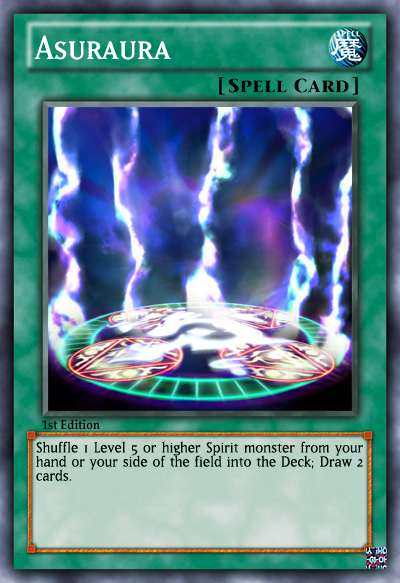 Asuraura
魔
[Spell Card]
1st Edition
Shuffle 1 Level 5 or higher Spirit monster from your
hand or your side of the field into the Deck; Draw 2
cards.